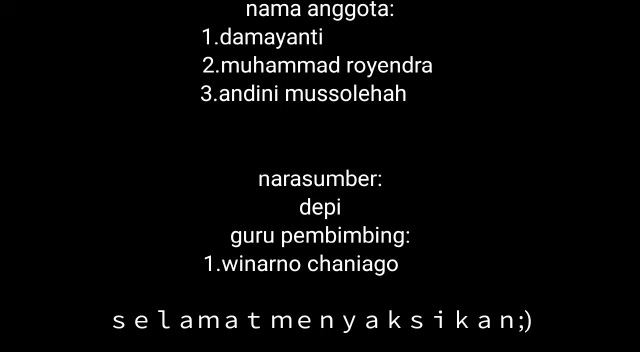 nama anggota:
1.damayanti
2.muhammad royendra
3.andini mussolehah
narasumber:
depi
guru pembimbing:
1.winarno chaniago
s e l a m a t m e n y a k s i k a n ;)